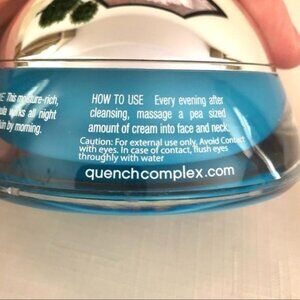 This moisture-rich,
works all night
by morning.
HOW TO USE Every evening after
cleansing, massage a pea sized
amount of cream into face and neck.
Caution: For external use only, Avoid Contact
with eyes. In case of contact, flush eyes
throughly with water
quenchcomplex.com